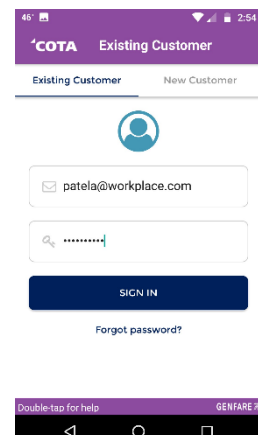 46° 2:54
COTA Existing Customer
Existing Customer New Customer
patela@workplace.com
••••••••••
SIGN IN
Forgot password?
Double-tap for help GENFARE